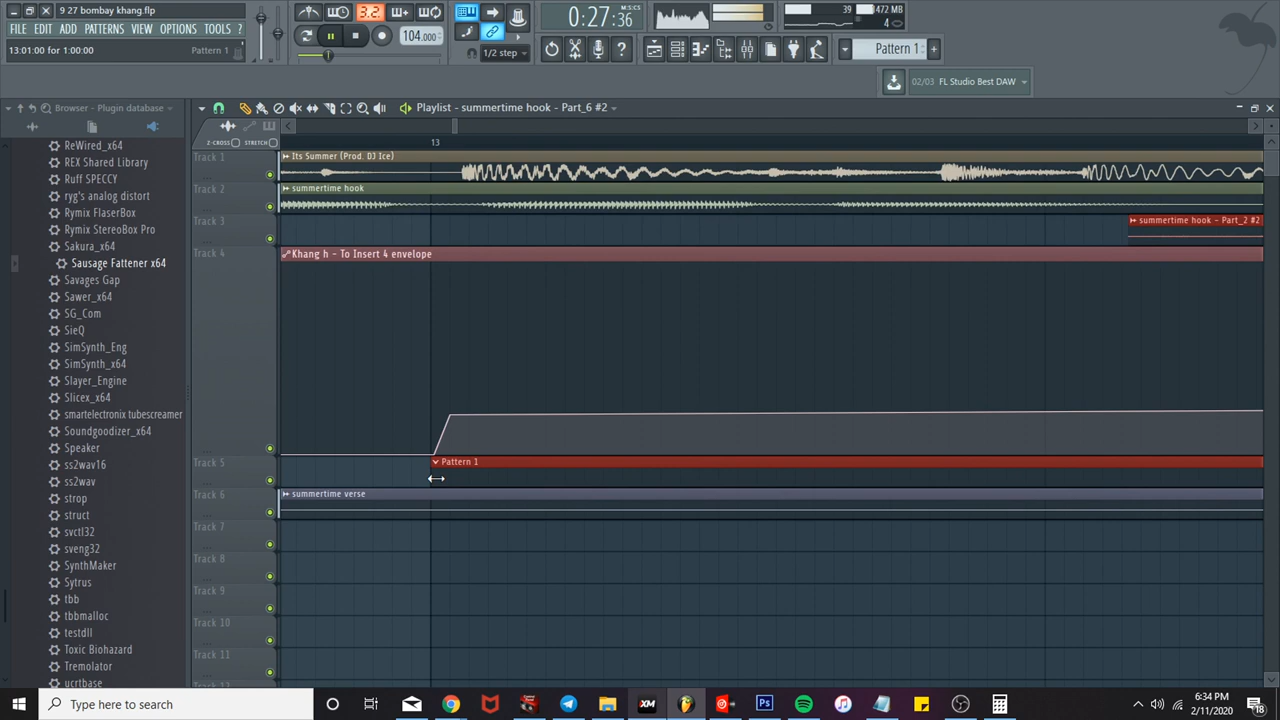 9 27 bombay khang.flp
FILE EDIT ADD PATTERNS VIEW OPTIONS TOOLS ?
13:01:00 for 1:00:00
Pattern 1
3.2
104.000
0:27:36
M:S:CS
39
472 MB
4
1/2 step
Pattern 1
02/03 FL Studio Best DAW
Browser - Plugin database
Playlist - summertime hook - Part_6 #2
Z-CROSS STRETCH
13
ReWired_x64
REX Shared Library
Ruff SPECCY
ryg's analog distort
Rymix FlaserBox
Rymix StereoBox Pro
Sakura_x64
Sausage Fattener x64
Savages Gap
Sawer_x64
SG_Com
SieQ
SimSynth_Eng
SimSynth_x64
Slayer_Engine
Slicex_x64
smartelectronix tubescreamer
Soundgoodizer_x64
Speaker
ss2wav16
ss2wav
strop
struct
svctl32
sveng32
SynthMaker
Sytrus
tbb
tbbmalloc
testdll
Toxic Biohazard
Tremolator
ucrtbase
Track 1
Its Summer (Prod. DJ Ice)
Track 2
summertime hook
Track 3
summertime hook - Part_2 #2
Track 4
Khang h - To Insert 4 envelope
Track 5
Pattern 1
Track 6
summertime verse
Track 7
Track 8
Track 9
Track 10
Track 11
Type here to search
XM
Ps
6:34 PM
2/11/2020
18